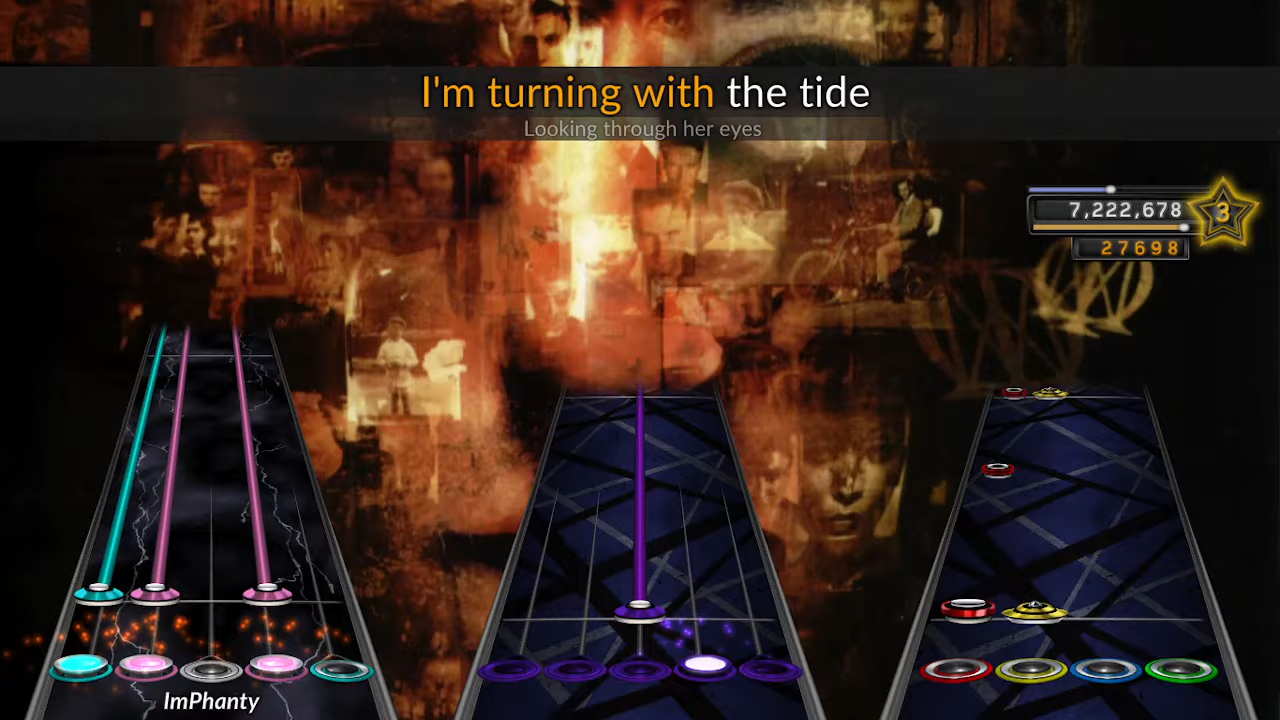 I'm turning with the tide
Looking through her eyes
7,222,678
3
27698
ImPhanty